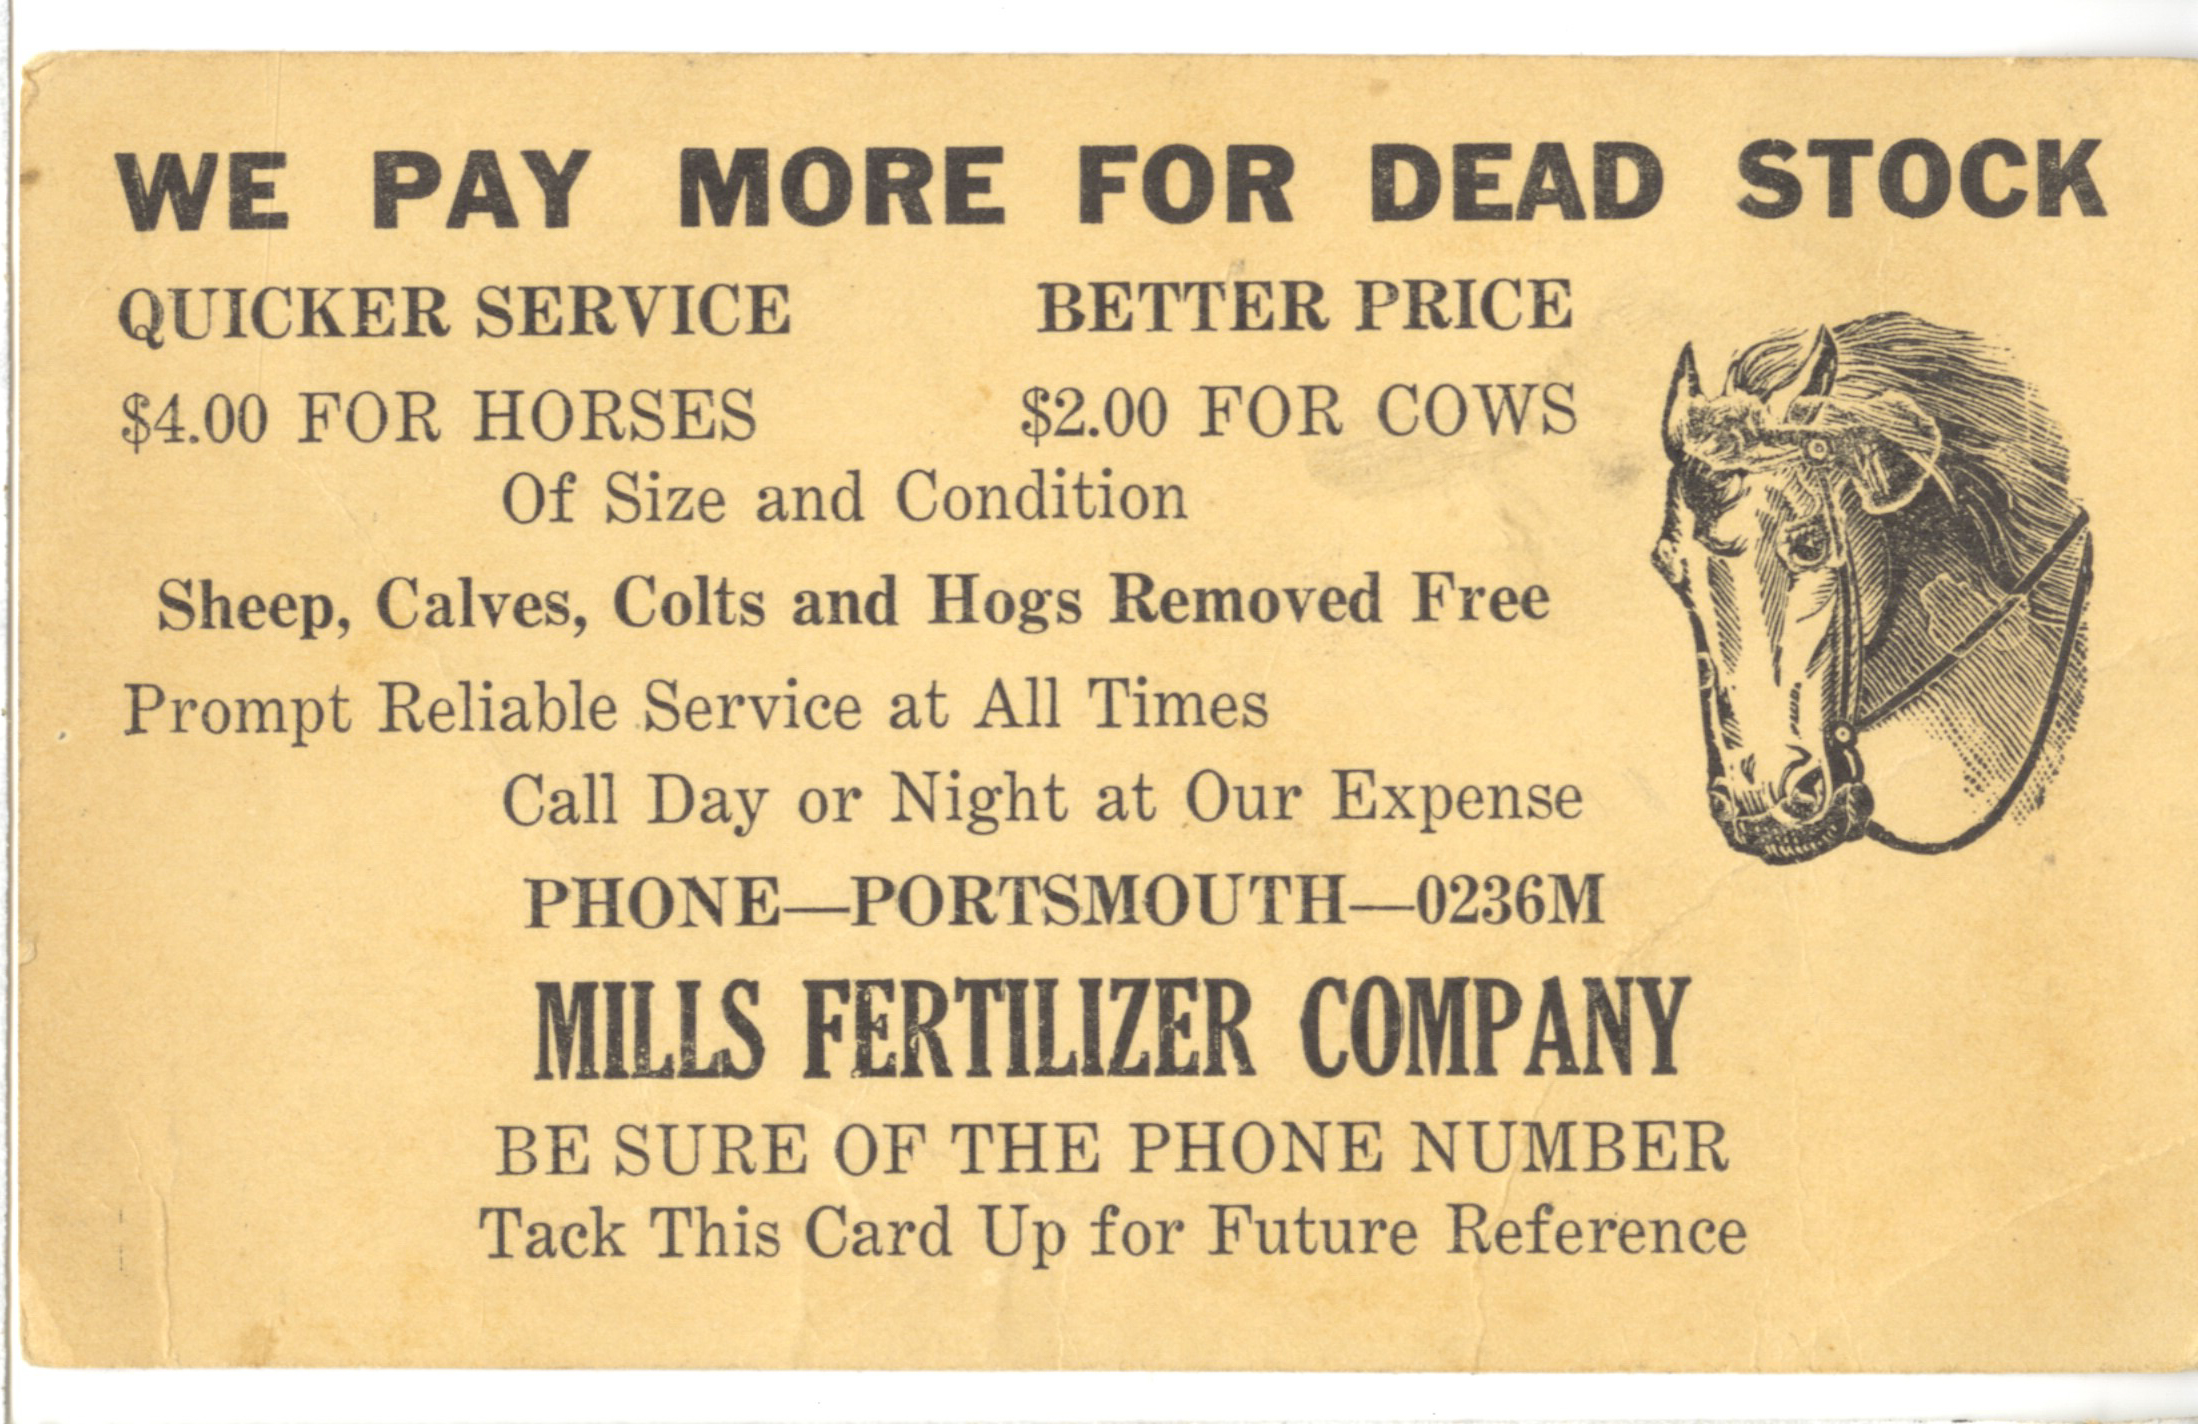 WE PAY MORE FOR DEAD STOCK
QUICKER SERVICE BETTER PRICE
$4.00 FOR HORSES $2.00 FOR COWS
Of Size and Condition
Sheep, Calves, Colts and Hogs Removed Free
Prompt Reliable Service at All Times
Call Day or Night at Our Expense
PHONE—PORTSMOUTH—0236M
MILLS FERTILIZER COMPANY
BE SURE OF THE PHONE NUMBER
Tack This Card Up for Future Reference